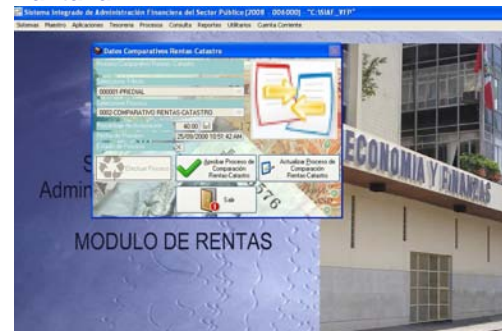 Sistema Integrado de Administración Financiera del Sector Público [2008 - 006000] - "C:\SIAF_VFP"
Sistemas Maestro Aplicaciones Tesorería Procesos Consulta Reportes Utilitarios Cuenta Corriente
Datos Comparativos Rentas Catastro
000001-PREDIAL
0002-COMPARATIVO RENTAS-CATASTRO
40.00
25/09/2008 10:51:42 AM
Aprobar Proceso de
Comparación
Rentas-Catastro
Actualizar Proceso de
Comparación
Rentas-Catastro
Salir
S
Admin
MODULO DE RENTAS
ECONOMIA Y FINANZAS